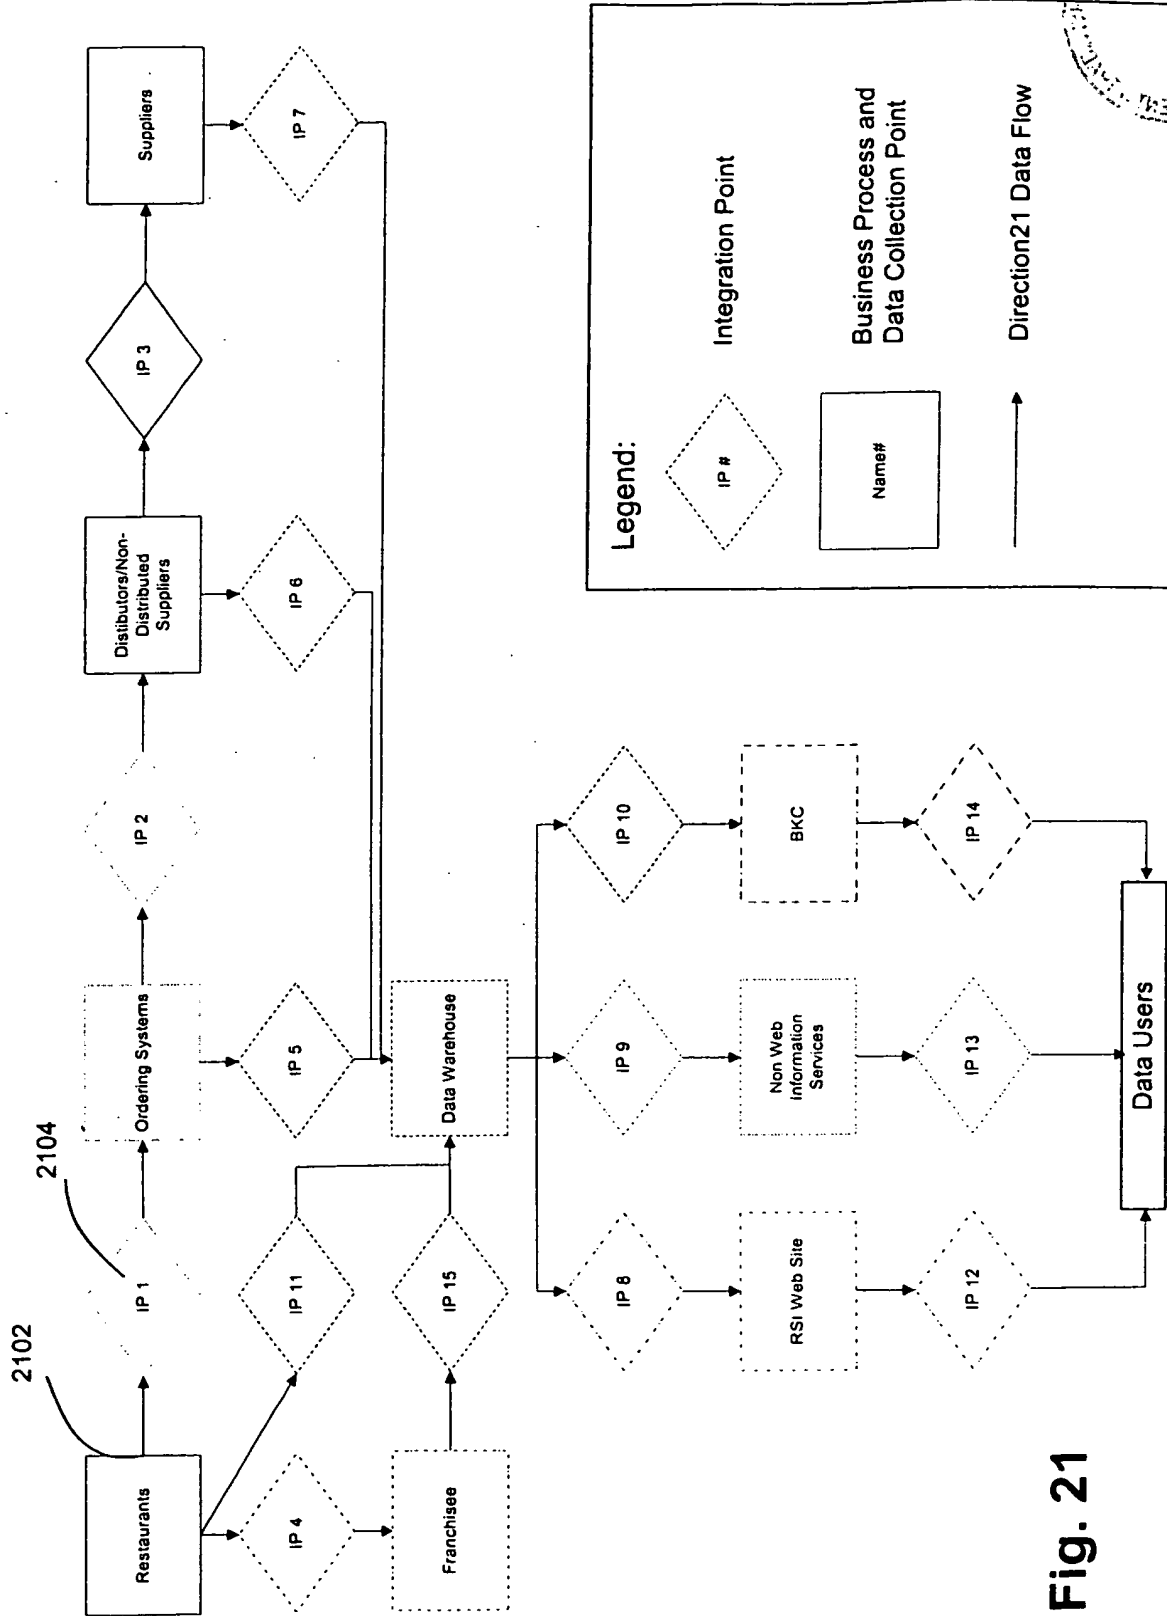 2102
2104
Restaurants
IP 1
Ordering Systems
IP 2
Distibutors/Non-
Distributed
Suppliers
IP 3
Suppliers
IP 4
IP 11
IP 5
IP 6
IP 7
Franchisee
IP 15
Data Warehouse
IP 8
IP 9
IP 10
RSI Web Site
Non Web
Information
Services
BKC
IP 12
IP 13
IP 14
Data Users
Legend:
IP #
Integration Point
Name#
Business Process and
Data Collection Point
Direction21 Data Flow
Fig. 21